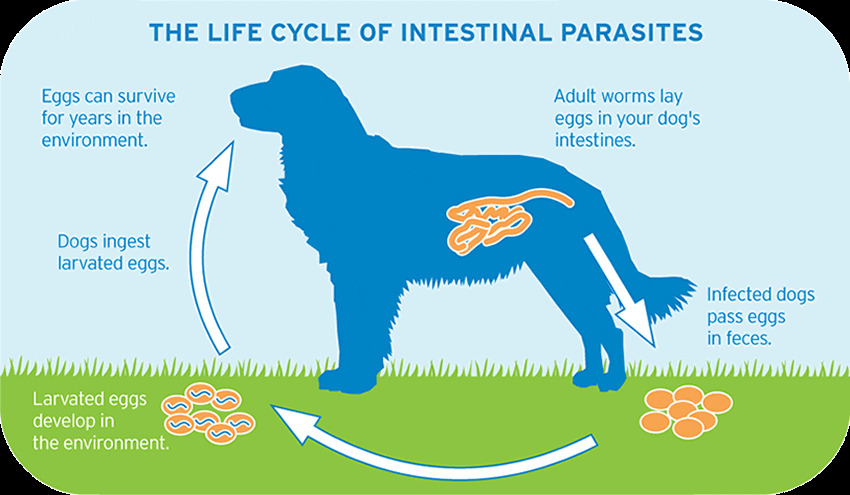 THE LIFE CYCLE OF INTESTINAL PARASITES
Eggs can survive
for years in the
environment.
Adult worms lay
eggs in your dog's
intestines.
Dogs ingest
larvated eggs.
Infected dogs
pass eggs
in feces.
Larvated eggs
develop in
the environment.